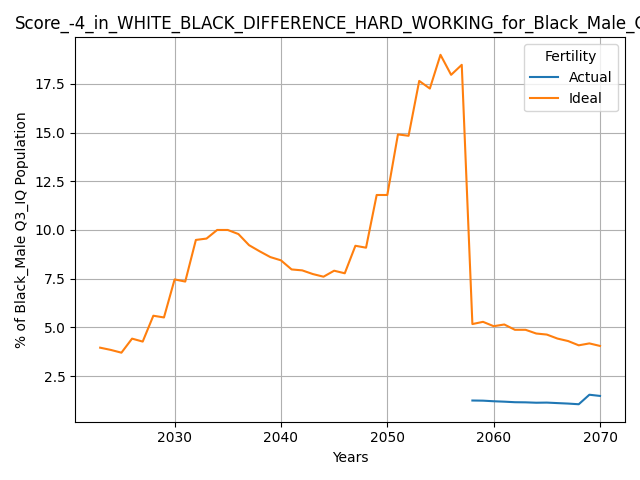 Score_-4_in_WHITE_BLACK_DIFFERENCE_HARD_WORKING_for_Black_Male_
Fertility
Actual
Ideal
17.5
15.0
12.5
10.0
7.5
5.0
2.5
% of Black_Male Q3_IQ Population
2030
2040
2050
2060
2070
Years